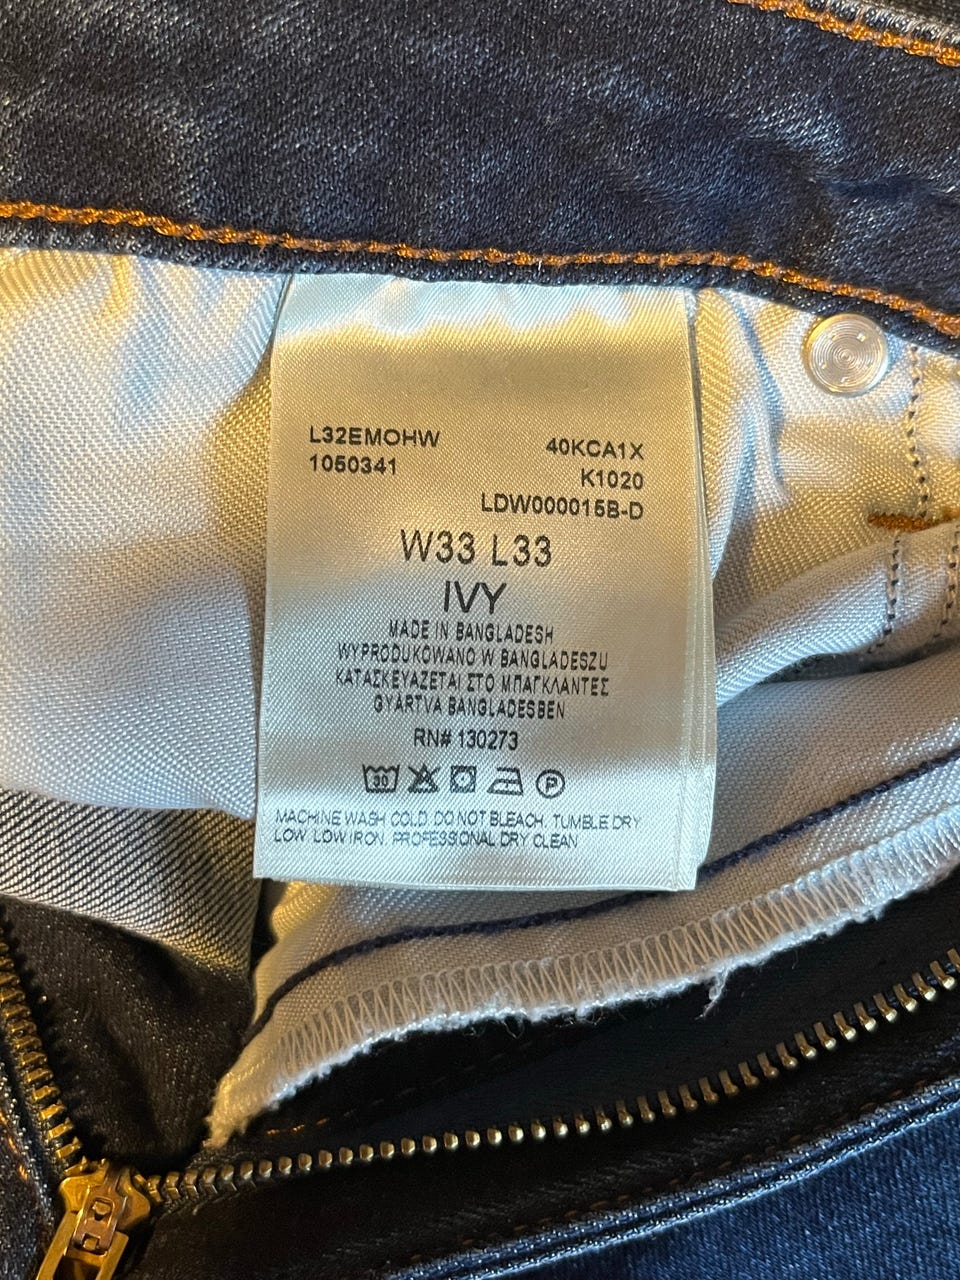 L32EMOHW 40KCA1X
1050341 K1020
LDW000015B-D
W33 L33
IVY
MADE IN BANGLADESH
WYPRODUKOWANO W BANGLADESZU
ΚΑΤΑΣΚΕΥΑΖΕΤΑΙ ΣΤΟ ΜΠΑΓΚΛΑΝΤΕΣ
GYÁRTVA BANGLADESBEN
RN# 130273
30 P
MACHINE WASH COLD. DO NOT BLEACH. TUMBLE DRY
LOW. LOW IRON. PROFESSIONAL DRY CLEAN